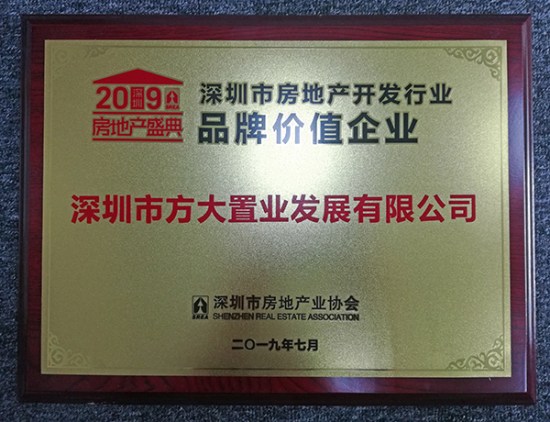 2019
房地产盛典
深圳市房地产开发行业
品牌价值企业
深圳市方大置业发展有限公司
深圳市房地产业协会
SHENZHEN REAL ESTATE ASSOCIATION
二〇一九年七月